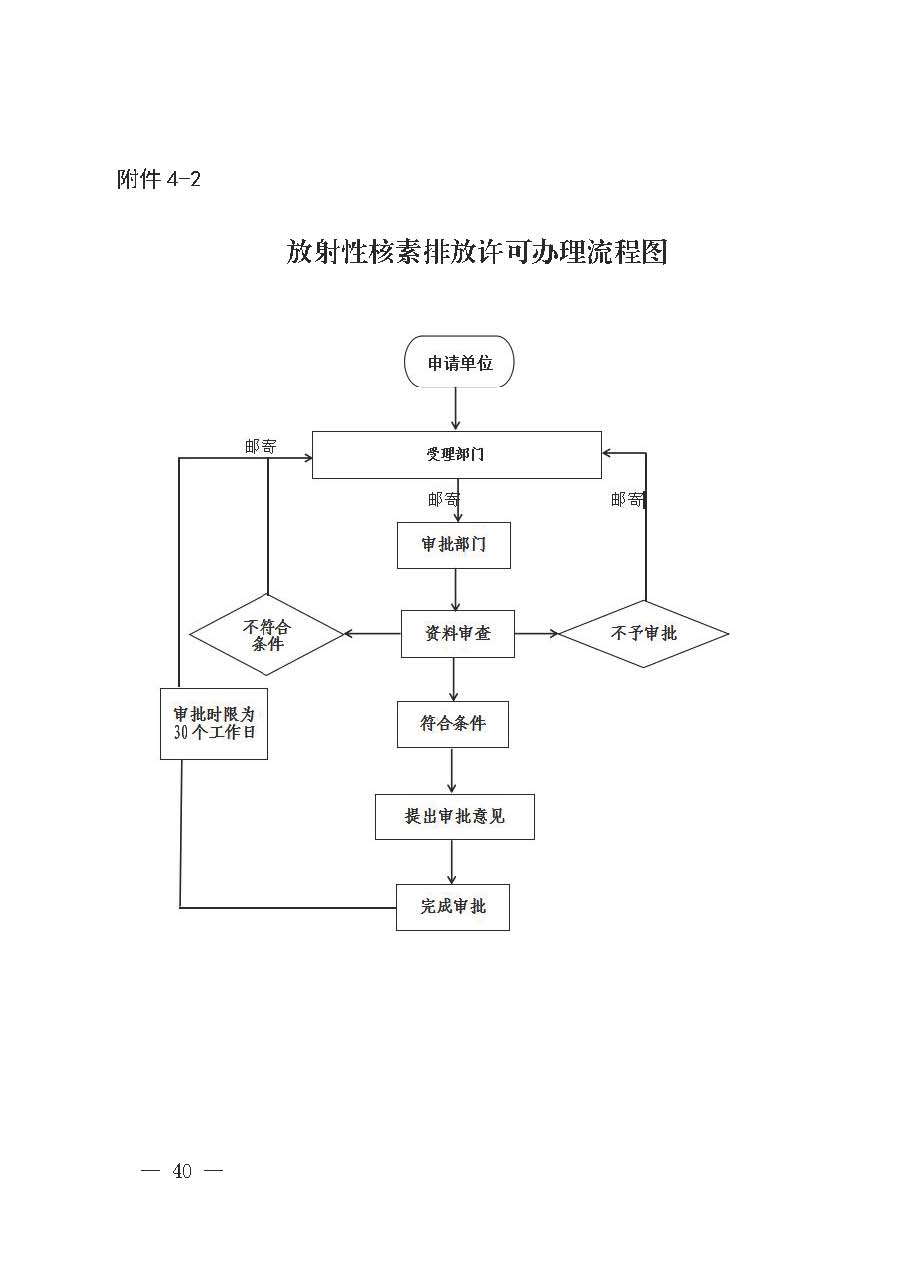 附件 4-2
放射性核素排放许可办理流程图
申请单位
邮寄
受理部门
邮寄
邮寄
审批部门
不符合
条件
资料审查
不予审批
审批时限为
30个工作日
符合条件
提出审批意见
完成审批
— 40 —